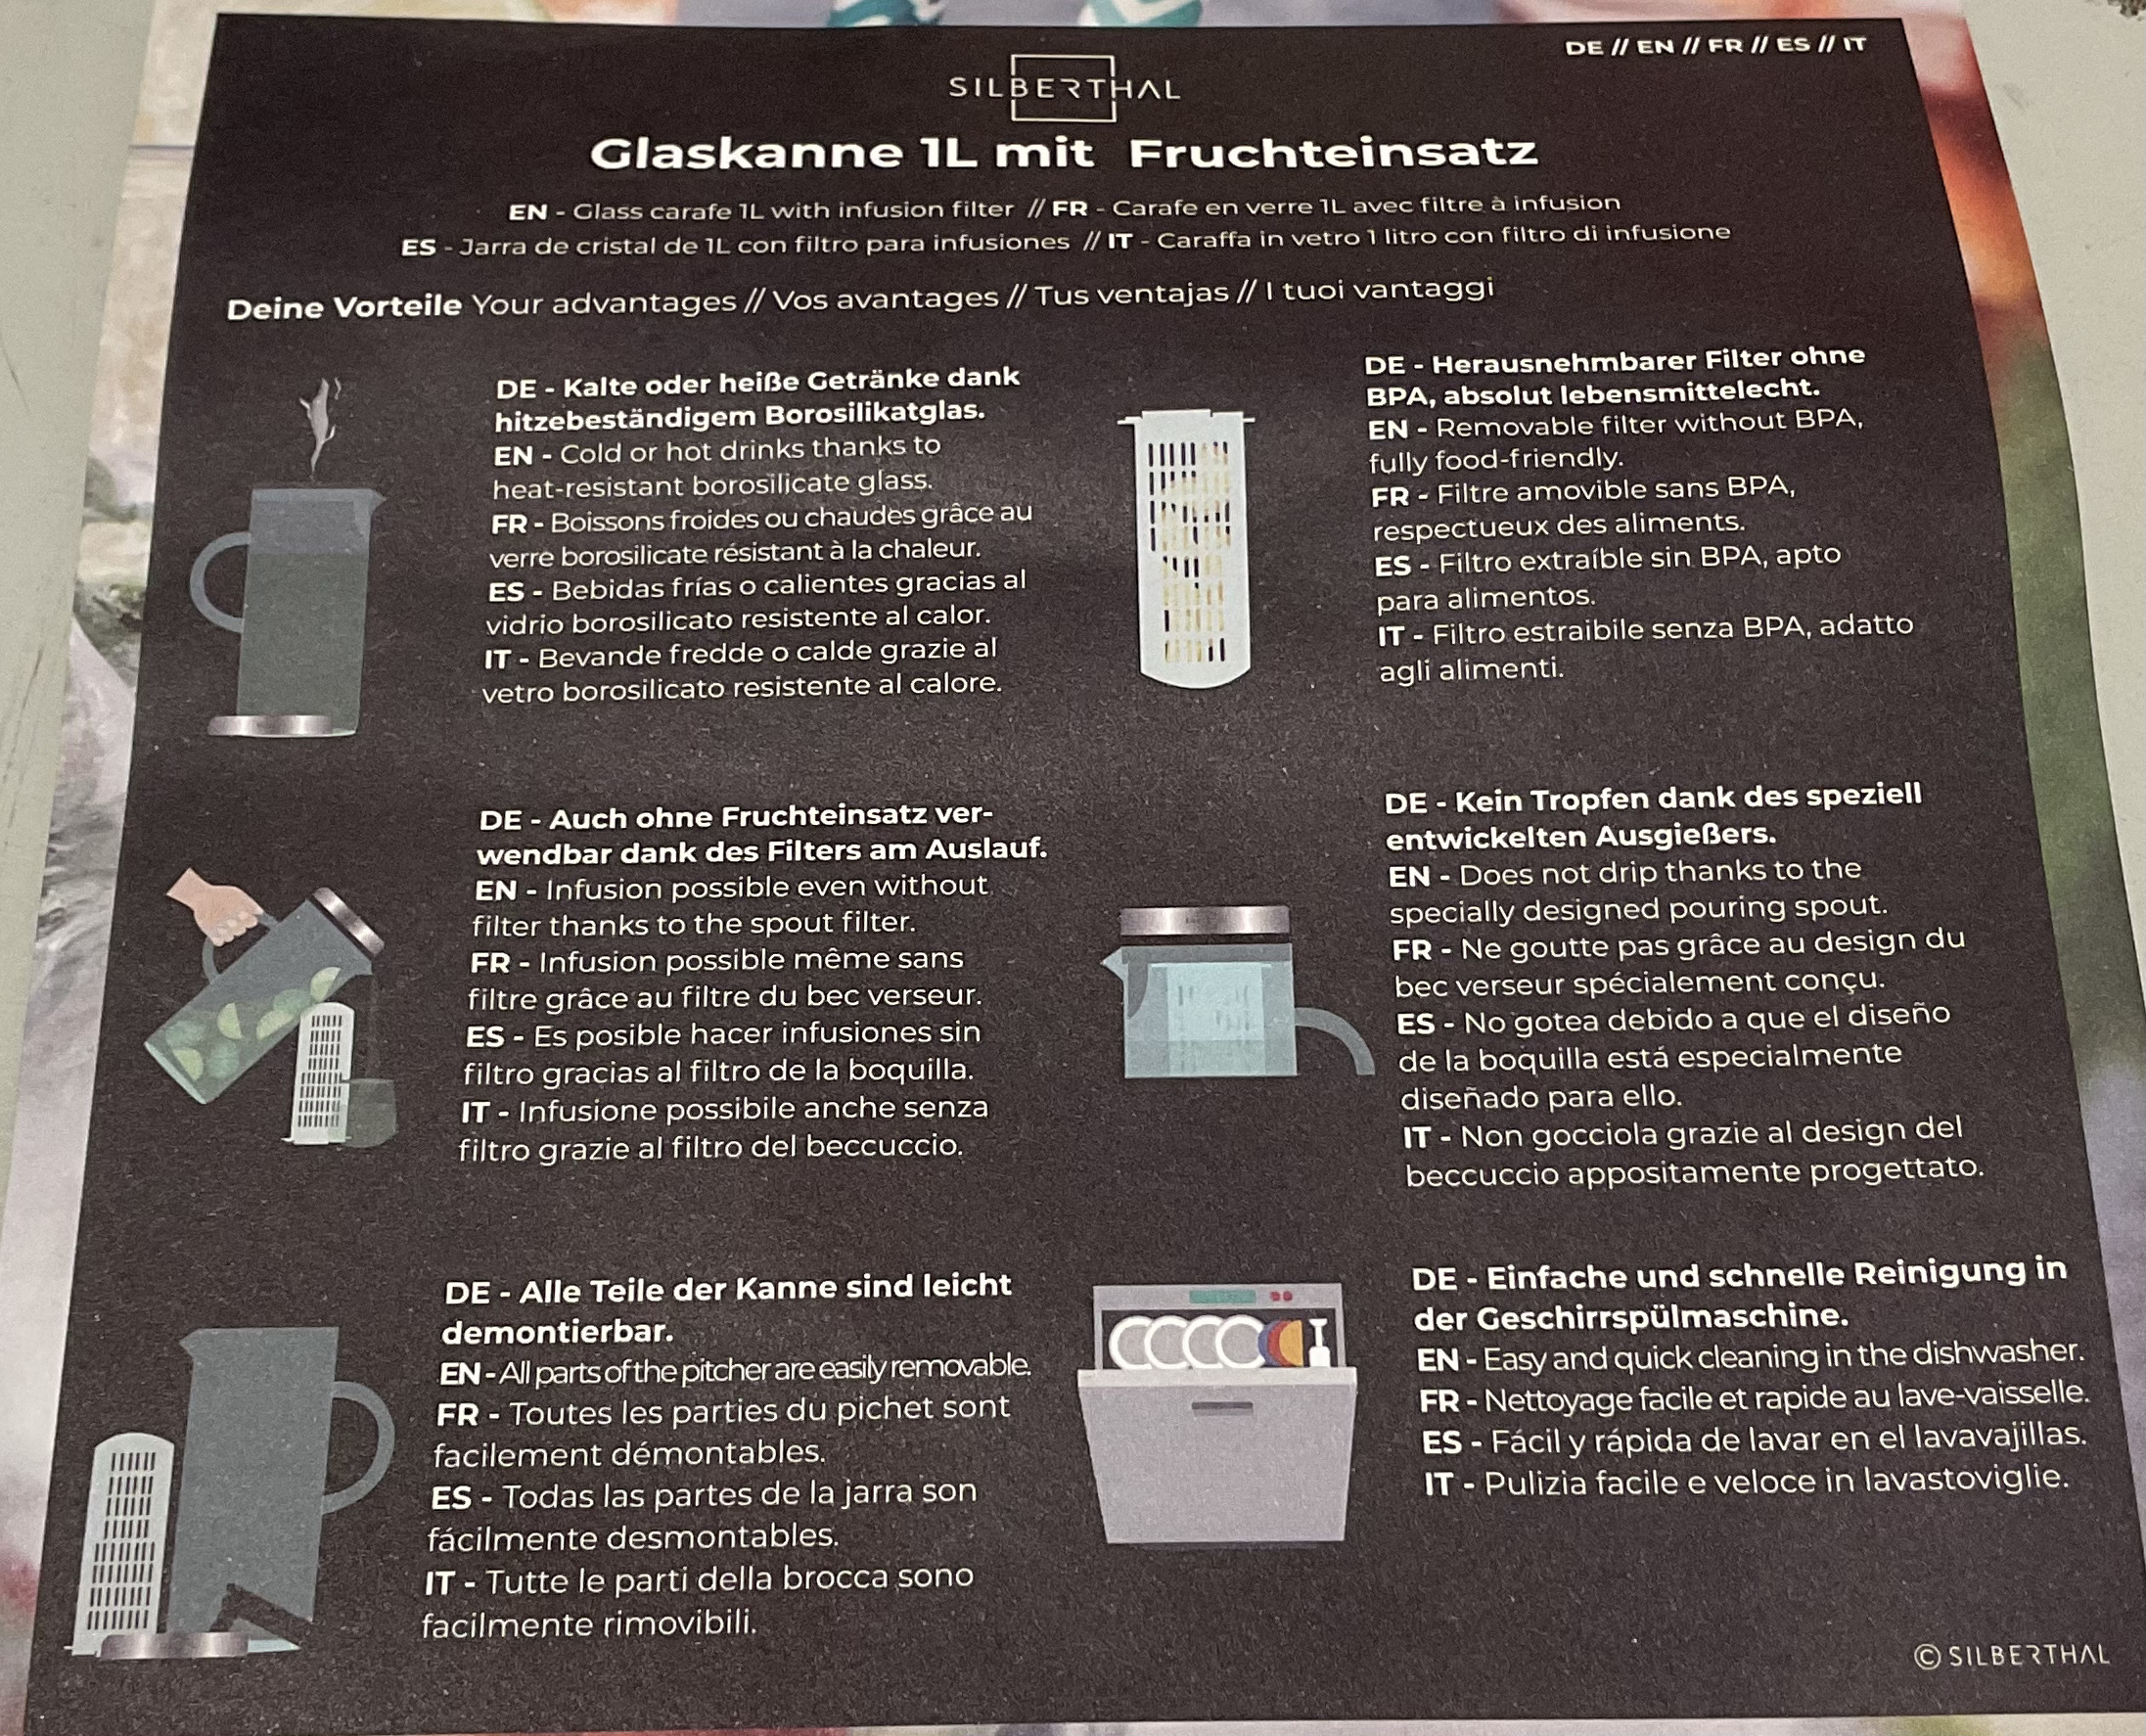 DE // EN // FR // ES // IT
SILBERTHAL
Glaskanne 1L mit Fruchteinsatz
EN - Glass carafe 1L with infusion filter // FR - Carafe en verre 1L avec filtre à infusion
ES - Jarra de cristal de 1L con filtro para infusiones // IT - Caraffa in vetro 1 litro con filtro di infusione
Deine Vorteile Your advantages // Vos avantages // Tus ventajas // I tuoi vantaggi
DE - Kalte oder heiße Getränke dank
hitzebeständigem Borosilikatglas.
EN - Cold or hot drinks thanks to
heat-resistant borosilicate glass.
FR - Boissons froides ou chaudes grâce au
verre borosilicate résistant à la chaleur.
ES - Bebidas frías o calientes gracias al
vidrio borosilicato resistente al calor.
IT - Bevande fredde o calde grazie al
vetro borosilicato resistente al calore.
DE - Herausnehmbarer Filter ohne
BPA, absolut lebensmittelecht.
EN - Removable filter without BPA,
fully food-friendly.
FR - Filtre amovible sans BPA,
respectueux des aliments.
ES - Filtro extraíble sin BPA, apto
para alimentos.
IT - Filtro estraibile senza BPA, adatto
agli alimenti.
DE - Auch ohne Fruchteinsatz ver-
wendbar dank des Filters am Auslauf.
EN - Infusion possible even without
filter thanks to the spout filter.
FR - Infusion possible même sans
filtre grâce au filtre du bec verseur.
ES - Es posible hacer infusiones sin
filtro gracias al filtro de la boquilla.
IT - Infusione possibile anche senza
filtro grazie al filtro del beccuccio.
DE - Kein Tropfen dank des speziell
entwickelten Ausgießers.
EN - Does not drip thanks to the
specially designed pouring spout.
FR - Ne goutte pas grâce au design du
bec verseur spécialement conçu.
ES - No gotea debido a que el diseño
de la boquilla está especialmente
diseñado para ello.
IT - Non gocciola grazie al design del
beccuccio appositamente progettato.
DE - Alle Teile der Kanne sind leicht
demontierbar.
EN - All parts of the pitcher are easily removable.
FR - Toutes les parties du pichet sont
facilement démontables.
ES - Todas las partes de la jarra son
fácilmente desmontables.
IT - Tutte le parti della brocca sono
facilmente rimovibili.
DE - Einfache und schnelle Reinigung in
der Geschirrspülmaschine.
EN - Easy and quick cleaning in the dishwasher.
FR - Nettoyage facile et rapide au lave-vaisselle.
ES - Fácil y rápida de lavar en el lavavajillas.
IT - Pulizia facile e veloce in lavastoviglie.
© SILBERTHAL